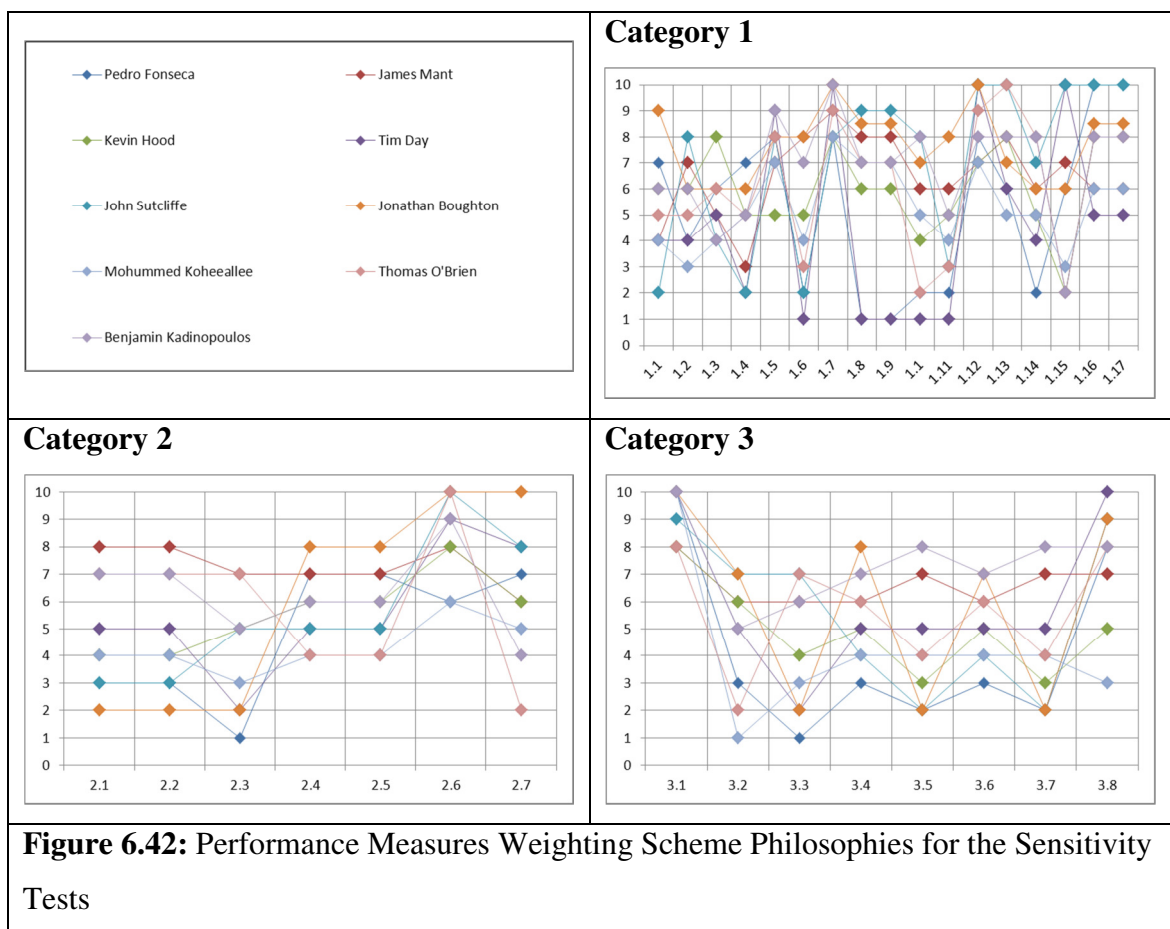 Pedro Fonseca
James Mant
Kevin Hood
Tim Day
John Sutcliffe
Jonathan Boughton
Mohummed Koheeallee
Thomas O'Brien
Benjamin Kadinopoulos
Category 1
10
9
8
7
6
5
4
3
2
1
0
1.1 1.2 1.3 1.4 1.5 1.6 1.7 1.8 1.9 1.1 1.11 1.12 1.13 1.14 1.15 1.16 1.17
Category 2
10
9
8
7
6
5
4
3
2
1
0
2.1 2.2 2.3 2.4 2.5 2.6 2.7
Category 3
10
9
8
7
6
5
4
3
2
1
0
3.1 3.2 3.3 3.4 3.5 3.6 3.7 3.8
Figure 6.42: Performance Measures Weighting Scheme Philosophies for the Sensitivity
Tests